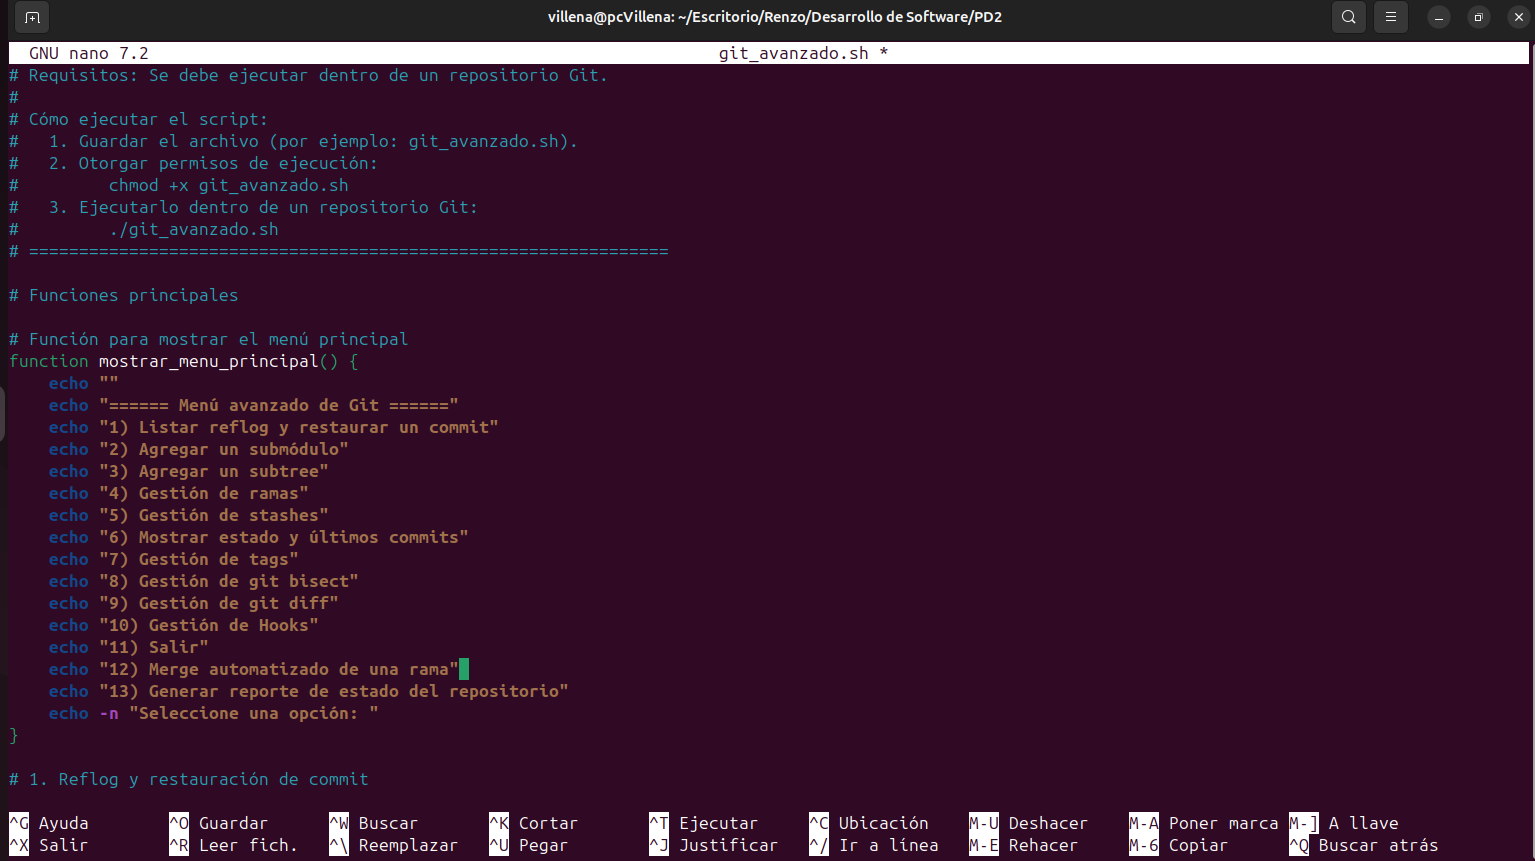 villena@pcVillena: ~/Escritorio/Renzo/Desarrollo de Software/PD2
GNU nano 7.2 git_avanzado.sh *
# Requisitos: Se debe ejecutar dentro de un repositorio Git.
#
# Cómo ejecutar el script:
#   1. Guardar el archivo (por ejemplo: git_avanzado.sh).
#   2. Otorgar permisos de ejecución:
#         chmod +x git_avanzado.sh
#   3. Ejecutarlo dentro de un repositorio Git:
#         ./git_avanzado.sh
# ================================================================
# Funciones principales
# Función para mostrar el menú principal
function mostrar_menu_principal() {
    echo ""
    echo "====== Menú avanzado de Git ======"
    echo "1) Listar reflog y restaurar un commit"
    echo "2) Agregar un submódulo"
    echo "3) Agregar un subtree"
    echo "4) Gestión de ramas"
    echo "5) Gestión de stashes"
    echo "6) Mostrar estado y últimos commits"
    echo "7) Gestión de tags"
    echo "8) Gestión de git bisect"
    echo "9) Gestión de git diff"
    echo "10) Gestión de Hooks"
    echo "11) Salir"
    echo "12) Merge automatizado de una rama"
    echo "13) Generar reporte de estado del repositorio"
    echo -n "Seleccione una opción: "
}
# 1. Reflog y restauración de commit
^G Ayuda ^O Guardar ^W Buscar ^K Cortar ^T Ejecutar ^C Ubicación M-U Deshacer M-A Poner marca M-] A llave
^X Salir ^R Leer fich. ^\ Reemplazar ^U Pegar ^J Justificar ^/ Ir a línea M-E Rehacer M-6 Copiar ^Q Buscar atrás